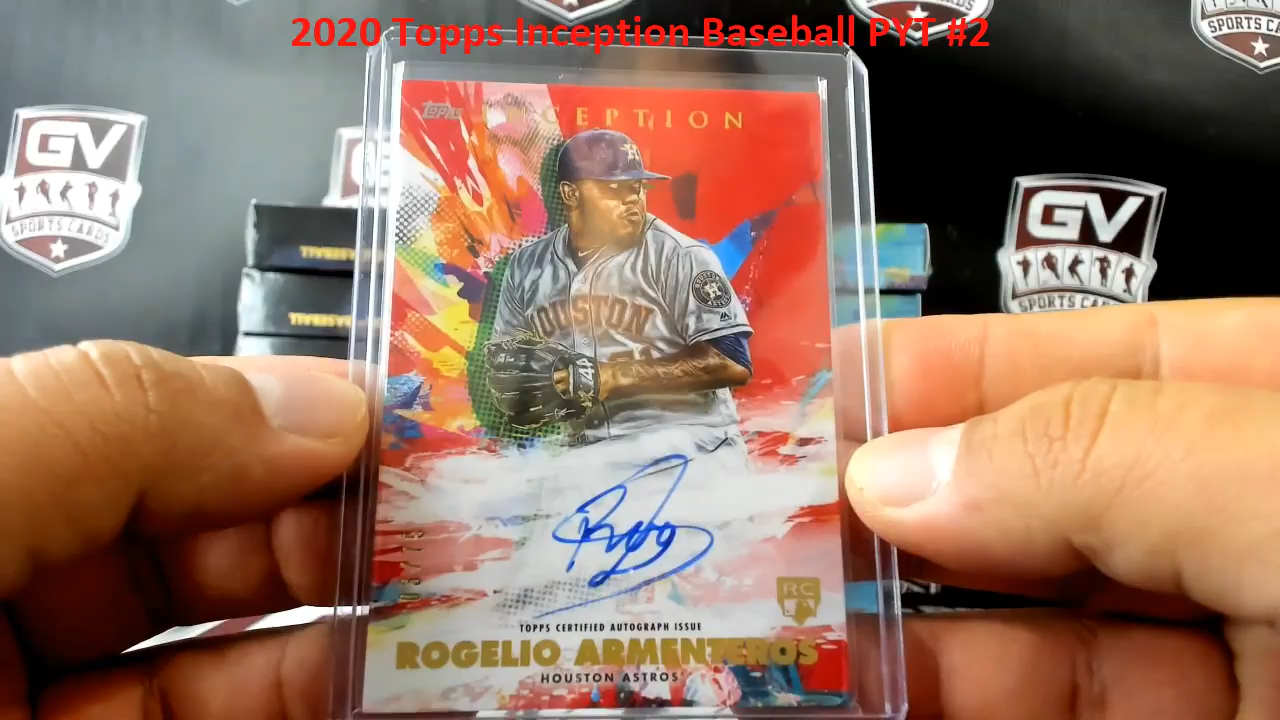 2020 Topps Inception Baseball PYT #2
SPORTS CA
GV
SPORTS CARDS
GV
SPORTS CARDS
TOPPS
INCEPTION
HOUSTON
TOPPS CERTIFIED AUTOGRAPH ISSUE
RC
ROGELIO ARMENTEROS
HOUSTON ASTROS